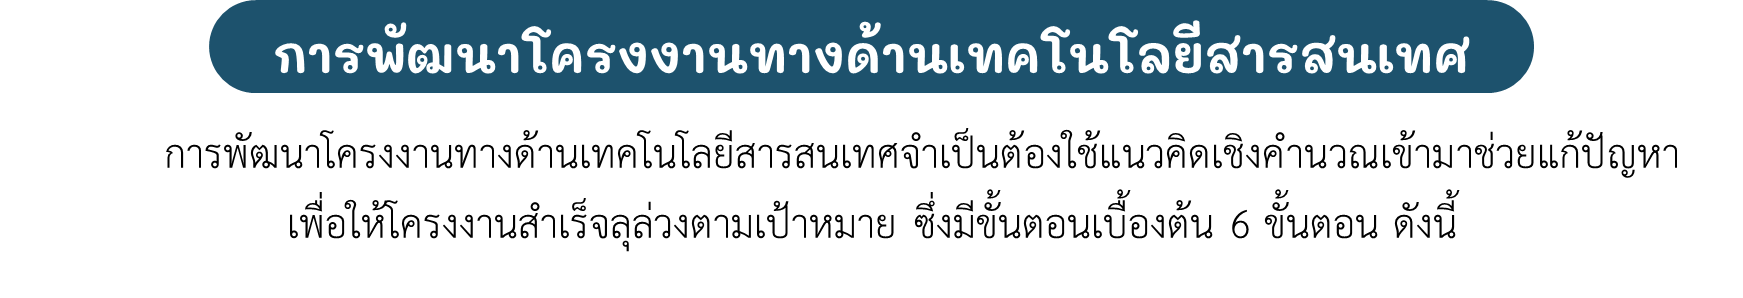 การพัฒนาโครงงานทางด้านเทคโนโลยีสารสนเทศ
การพัฒนาโครงงานทางด้านเทคโนโลยีสารสนเทศจำเป็นต้องใช้แนวคิดเชิงคำนวณเข้ามาช่วยแก้ปัญหา
เพื่อให้โครงงานสำเร็จลุล่วงตามเป้าหมาย ซึ่งมีขั้นตอนเบื้องต้น 6 ขั้นตอน ดังนี้